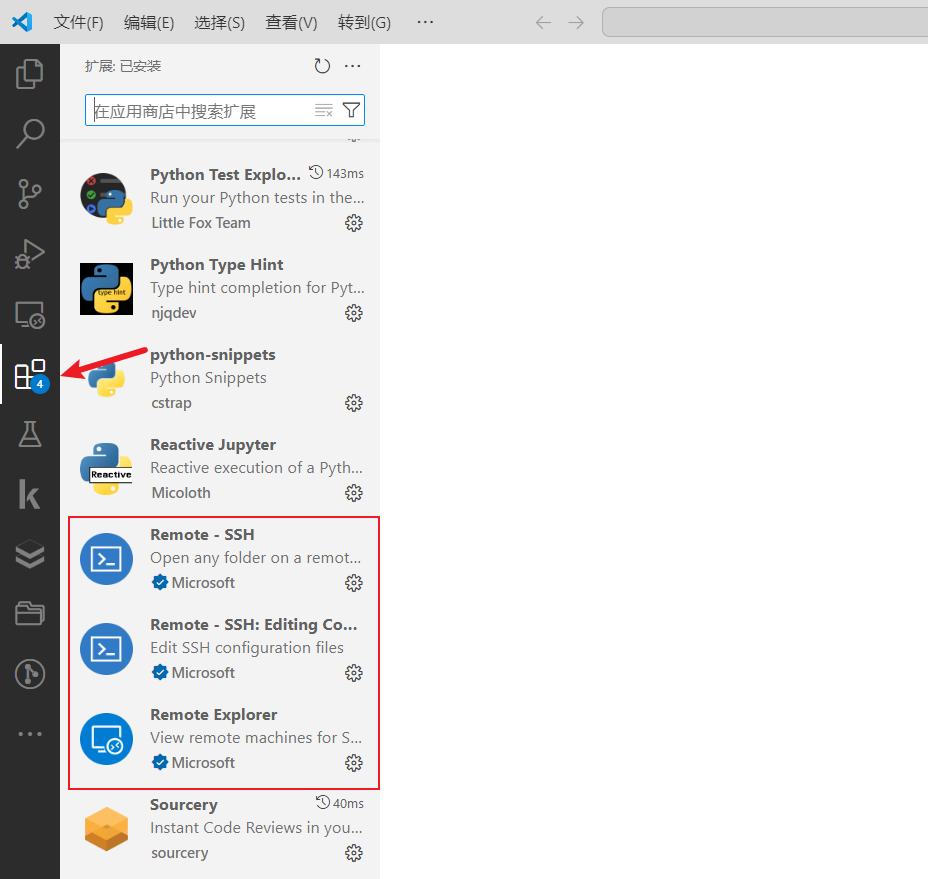 文件(F) 编辑(E) 选择(S) 查看(V) 转到(G) ···
扩展: 已安装
在应用商店中搜索扩展
Python Test Explo... 143ms
Run your Python tests in the...
Little Fox Team
Python Type Hint
type hint
Type hint completion for Pyt...
njqdev
4
python-snippets
Python Snippets
cstrap
Reactive Jupyter
Reactive
Reactive execution of a Pyth...
Micoloth
k
Remote - SSH
Open any folder on a remot...
Microsoft
Remote - SSH: Editing Co...
Edit SSH configuration files
Microsoft
Remote Explorer
View remote machines for S...
Microsoft
Sourcery 40ms
Instant Code Reviews in you...
sourcery